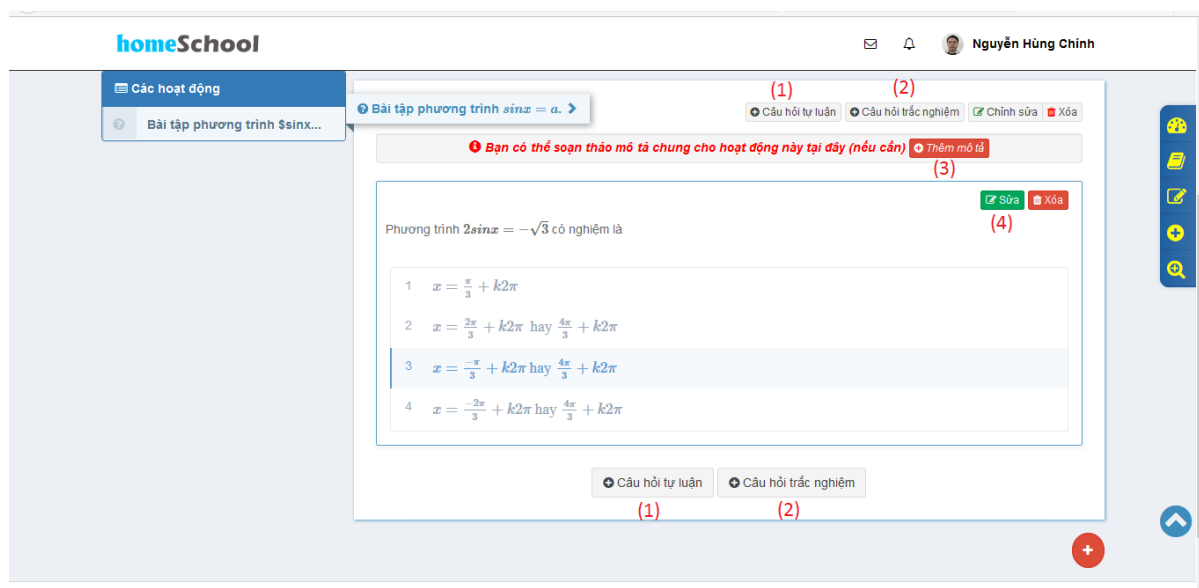 homeSchool
Nguyễn Hùng Chính
Các hoạt động
Bài tập phương trình $sinx...
Bài tập phương trình sinx = a.
(1)
(2)
Câu hỏi tự luận
Câu hỏi trắc nghiệm
Chỉnh sửa
Xóa
Bạn có thể soạn thảo mô tả chung cho hoạt động này tại đây (nếu cần)
Thêm mô tả
(3)
Sửa
Xóa
(4)
Phương trình 2sinx = −√3 có nghiệm là
1 x = π/3 + k2π
2 x = 2π/3 + k2π hay 4π/3 + k2π
3 x = −π/3 + k2π hay 4π/3 + k2π
4 x = −2π/3 + k2π hay 4π/3 + k2π
Câu hỏi tự luận
Câu hỏi trắc nghiệm
(1)
(2)